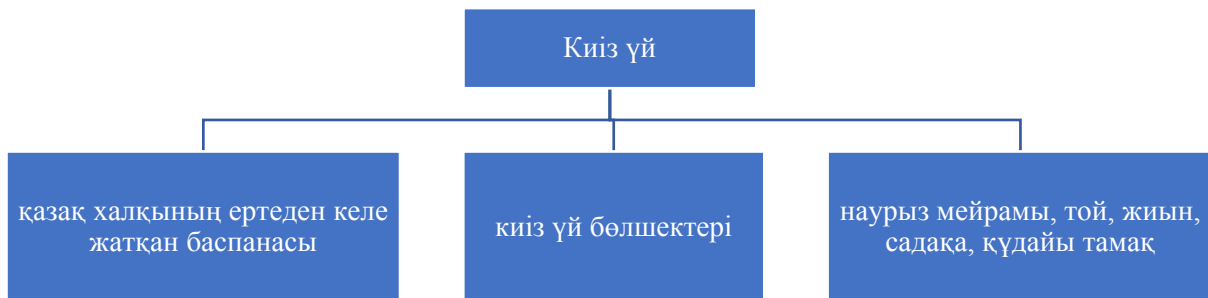 Киіз үй
қазақ халқының ертеден келе
жатқан баспанасы
киіз үй бөлшектері
наурыз мейрамы, той, жиын,
садақа, құдайы тамақ